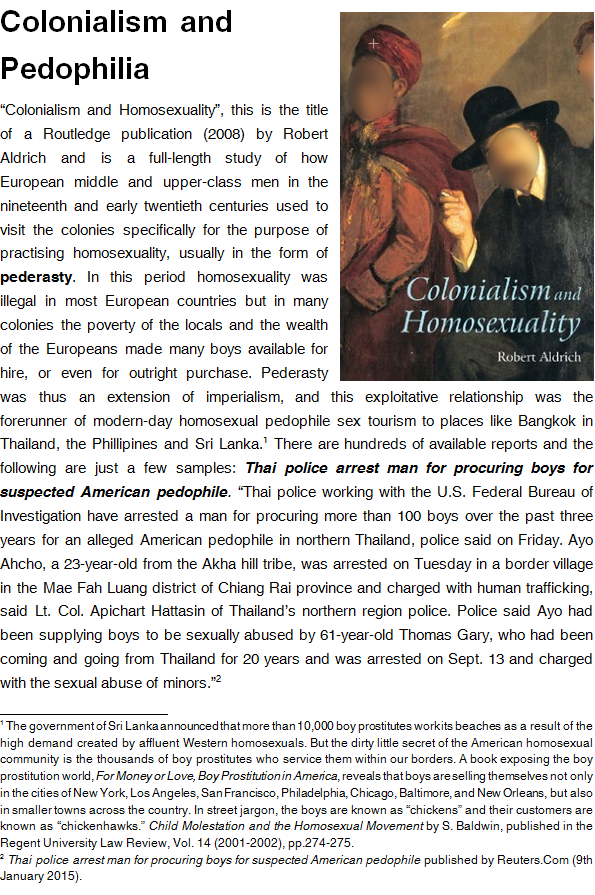 Colonialism and
Pedophilia
“Colonialism and Homosexuality”, this is the title
of a Routledge publication (2008) by Robert
Aldrich and is a full-length study of how
European middle and upper-class men in the
nineteenth and early twentieth centuries used to
visit the colonies specifically for the purpose of
practising homosexuality, usually in the form of
pederasty. In this period homosexuality was
illegal in most European countries but in many
colonies the poverty of the locals and the wealth
of the Europeans made many boys available for
hire, or even for outright purchase. Pederasty
was thus an extension of imperialism, and this exploitative relationship was the
forerunner of modern-day homosexual pedophile sex tourism to places like Bangkok in
Thailand, the Phillipines and Sri Lanka.1 There are hundreds of available reports and the
following are just a few samples: Thai police arrest man for procuring boys for
suspected American pedophile. “Thai police working with the U.S. Federal Bureau of
Investigation have arrested a man for procuring more than 100 boys over the past three
years for an alleged American pedophile in northern Thailand, police said on Friday. Ayo
Ahcho, a 23-year-old from the Akha hill tribe, was arrested on Tuesday in a border village
in the Mae Fah Luang district of Chiang Rai province and charged with human trafficking,
said Lt. Col. Apichart Hattasin of Thailand’s northern region police. Police said Ayo had
been supplying boys to be sexually abused by 61-year-old Thomas Gary, who had been
coming and going from Thailand for 20 years and was arrested on Sept. 13 and charged
with the sexual abuse of minors.”2
Colonialism and
Homosexuality
Robert Aldrich
1 The government of Sri Lanka announced that more than 10,000 boy prostitutes work its beaches as a result of the
high demand created by affluent Western homosexuals. But the dirty little secret of the American homosexual
community is the thousands of boy prostitutes who service them within our borders. A book exposing the boy
prostitution world, For Money or Love, Boy Prostitution in America, reveals that boys are selling themselves not only
in the cities of New York, Los Angeles, San Francisco, Philadelphia, Chicago, Baltimore, and New Orleans, but also
in smaller towns across the country. In street jargon, the boys are known as “chickens” and their customers are
known as “chickenhawks.” Child Molestation and the Homosexual Movement by S. Baldwin, published in the
Regent University Law Review, Vol. 14 (2001-2002), pp.274-275.
2 Thai police arrest man for procuring boys for suspected American pedophile published by Reuters.Com (9th
January 2015).